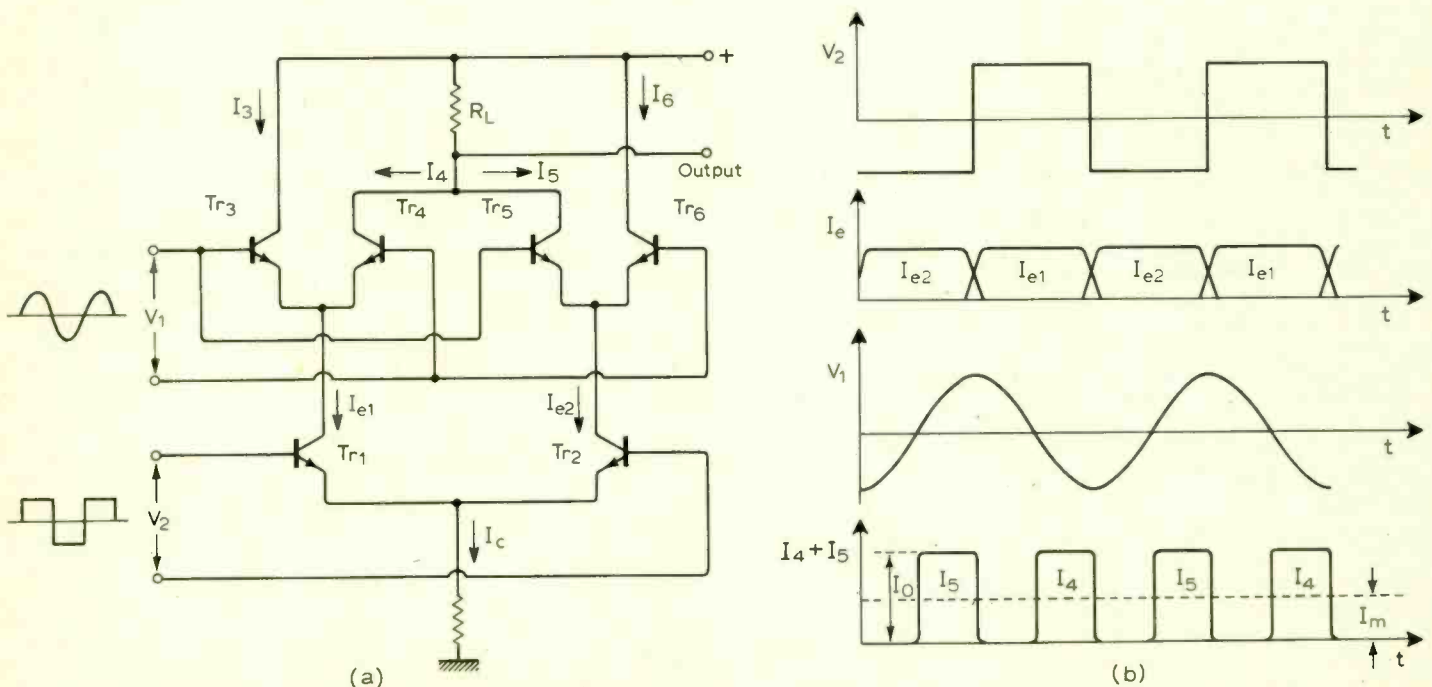 +
I3
RL
I6
Output
I4
I5
Tr3
Tr4
Tr5
Tr6
V1
Ie1
Ie2
Tr1
Tr2
V2
Ic
(a)
V2
t
Ie
Ie2
Ie1
Ie2
Ie1
V1
t
I4 + I5
I0
I5
I4
I5
I4
Im
t
(b)